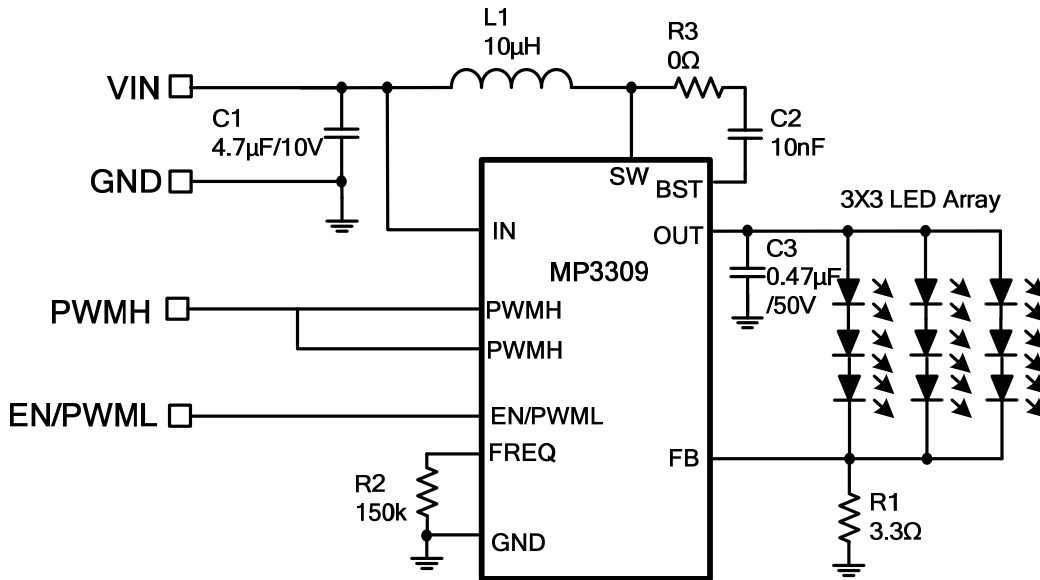 L1
10µH
R3
0Ω
VIN
C1
4.7µF/10V
C2
10nF
GND
SW
BST
3X3 LED Array
IN
OUT
C3
0.47µF
/50V
MP3309
PWMH
PWMH
PWMH
EN/PWML
EN/PWML
FREQ
FB
R2
150k
R1
3.3Ω
GND